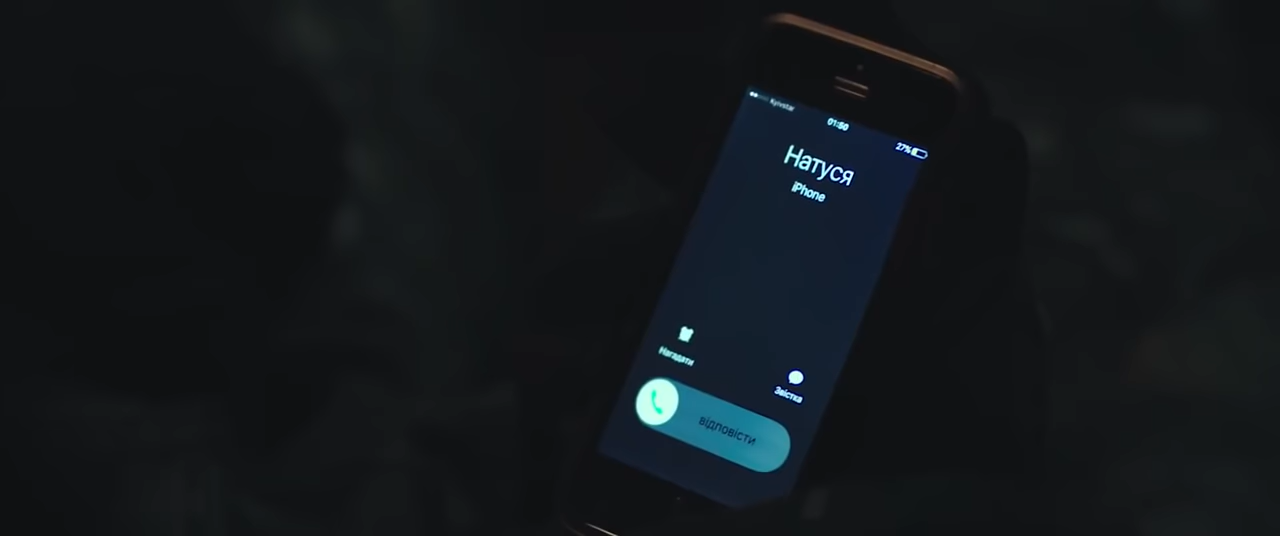 Kyivstar
01:50
27%
Натуся
iPhone
Нагадати
Звістка
відповісти